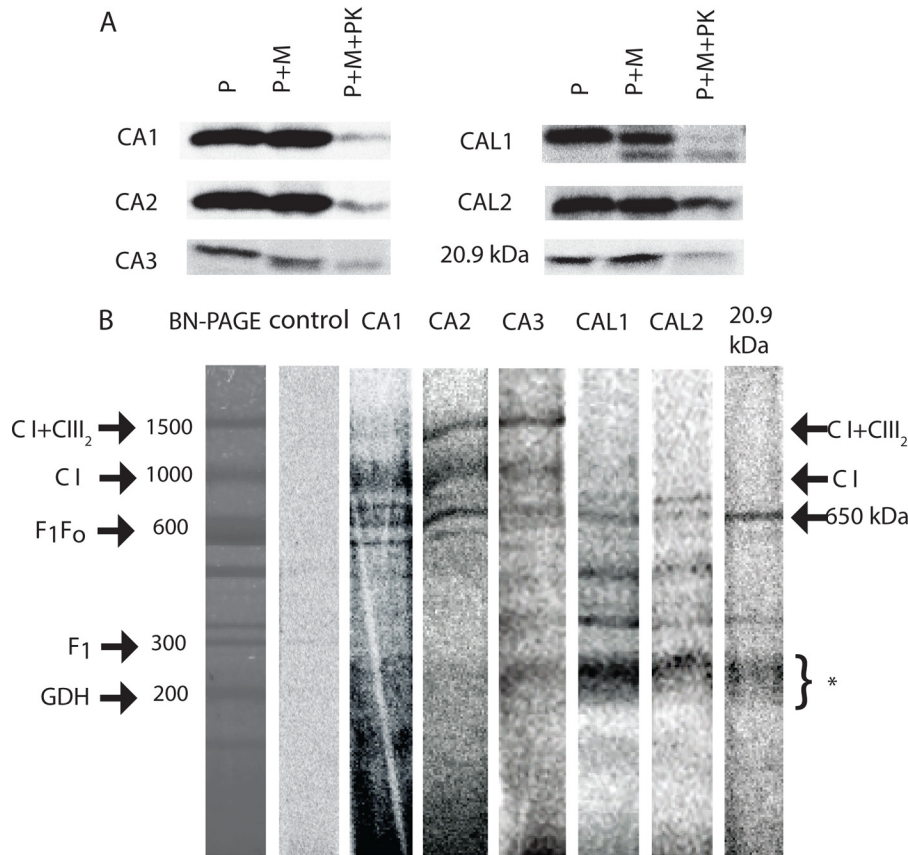 A
P P+M P+M+PK P P+M P+M+PK
CA1 CAL1
CA2 CAL2
CA3 20.9 kDa
B BN-PAGE control CA1 CA2 CA3 CAL1 CAL2 20.9 kDa
C I+CIII₂ 1500 C I+CIII₂
C I 1000 C I
F₁Fo 600 650 kDa
F₁ 300
GDH 200 } *